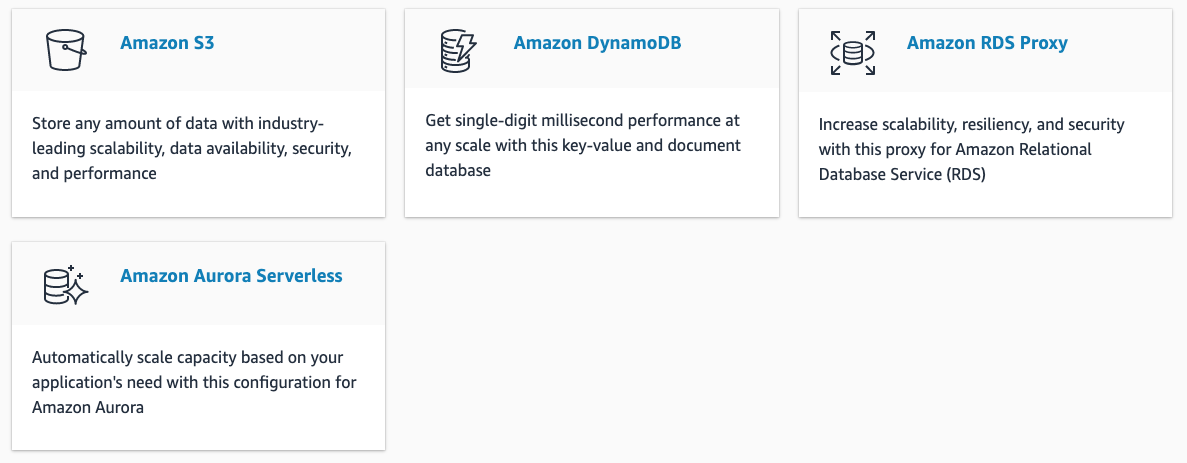 Amazon S3
Store any amount of data with industry-
leading scalability, data availability, security,
and performance
Amazon DynamoDB
Get single-digit millisecond performance at
any scale with this key-value and document
database
Amazon RDS Proxy
Increase scalability, resiliency, and security
with this proxy for Amazon Relational
Database Service (RDS)
Amazon Aurora Serverless
Automatically scale capacity based on your
application's need with this configuration for
Amazon Aurora